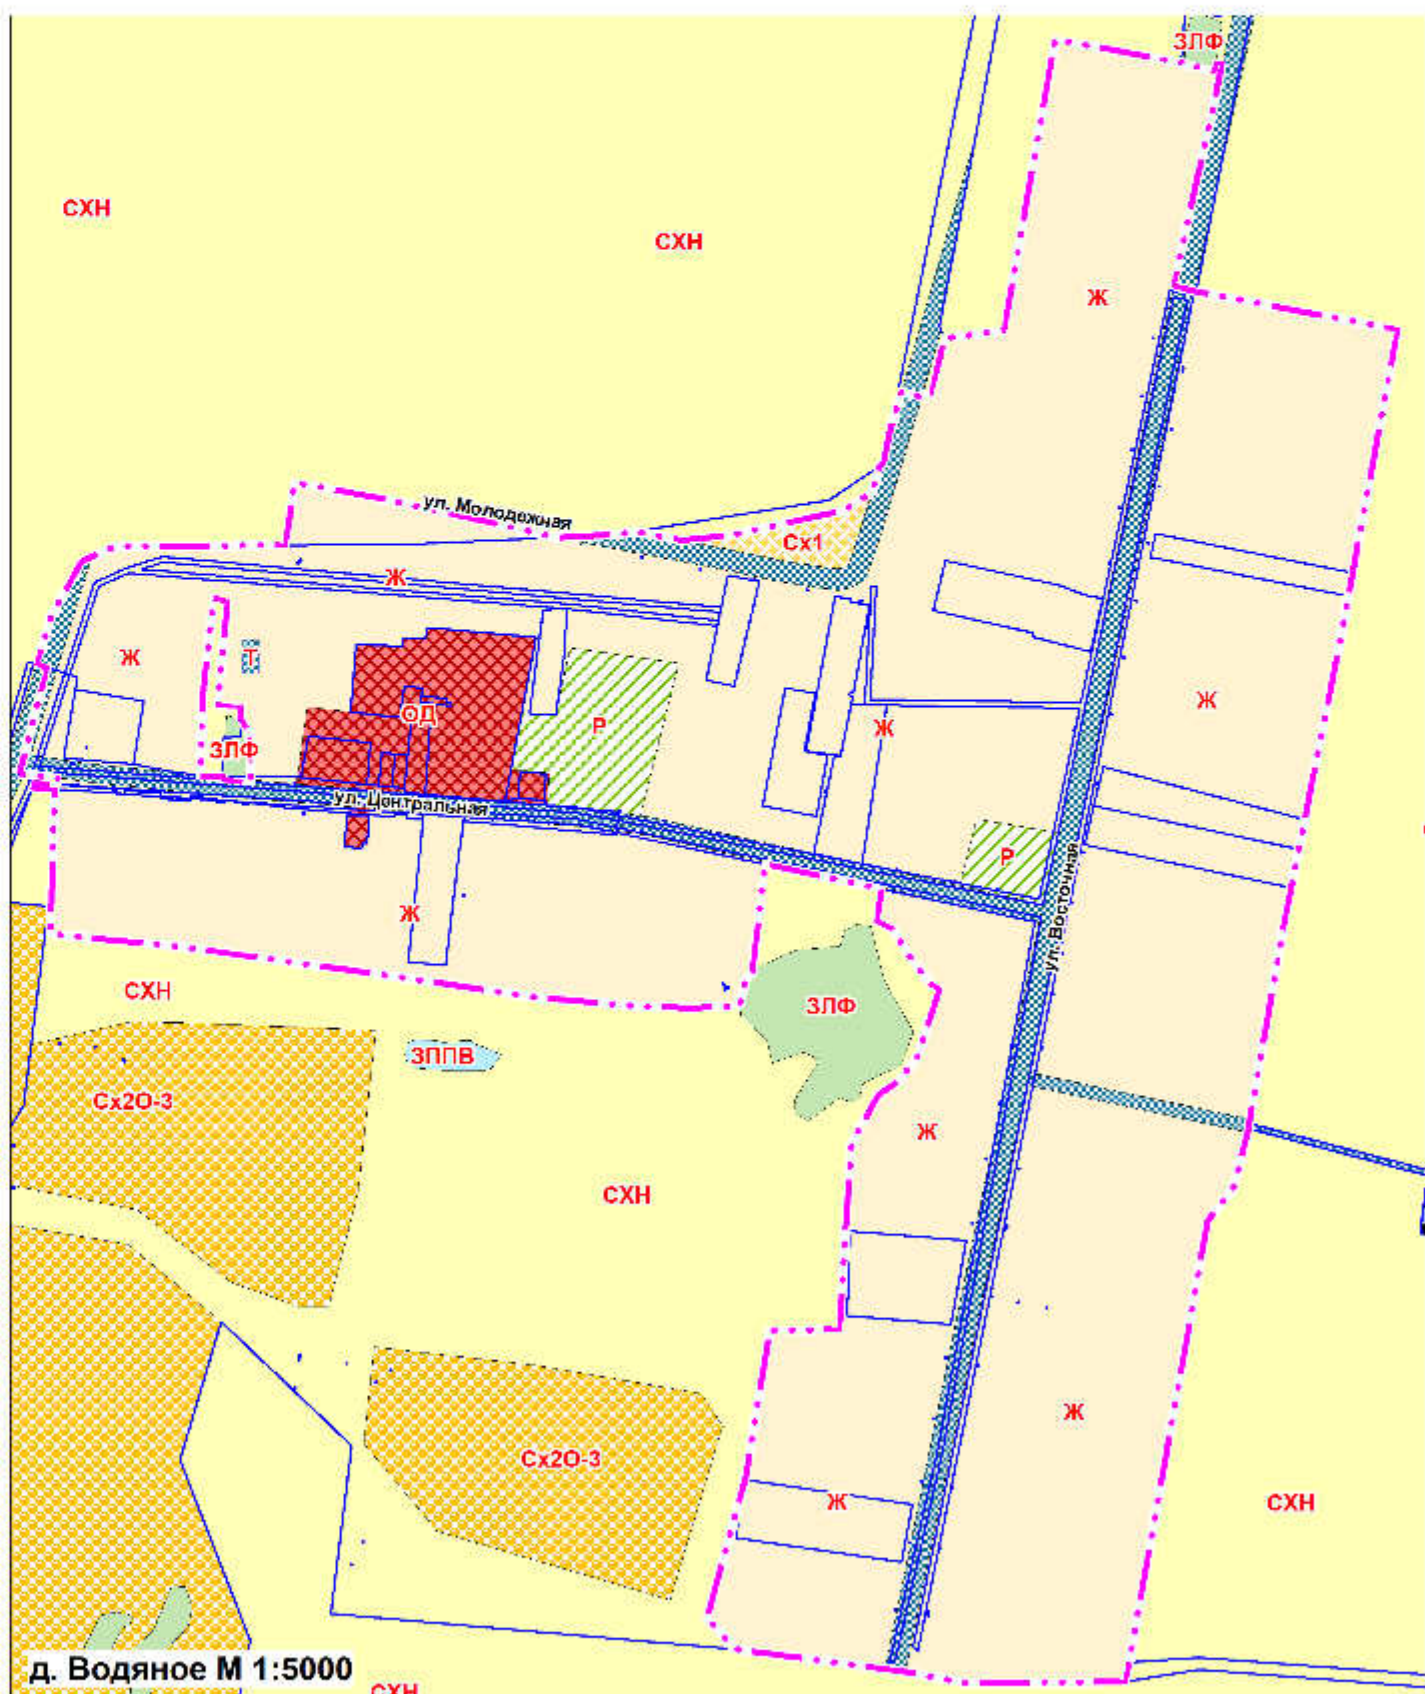 ЗЛФ
СХН
СХН
Ж
ул. Молодежная
Сх1
Ж
Ж
Т
Ж
ОД
Р
Ж
ЗЛФ
ул. Центральная
Р
ул. Восточная
Ж
СХН
ЗЛФ
ЗППВ
Сх2О-3
Ж
СХН
Ж
Сх2О-3
Ж
СХН
д. Водяное М 1:5000
СХН